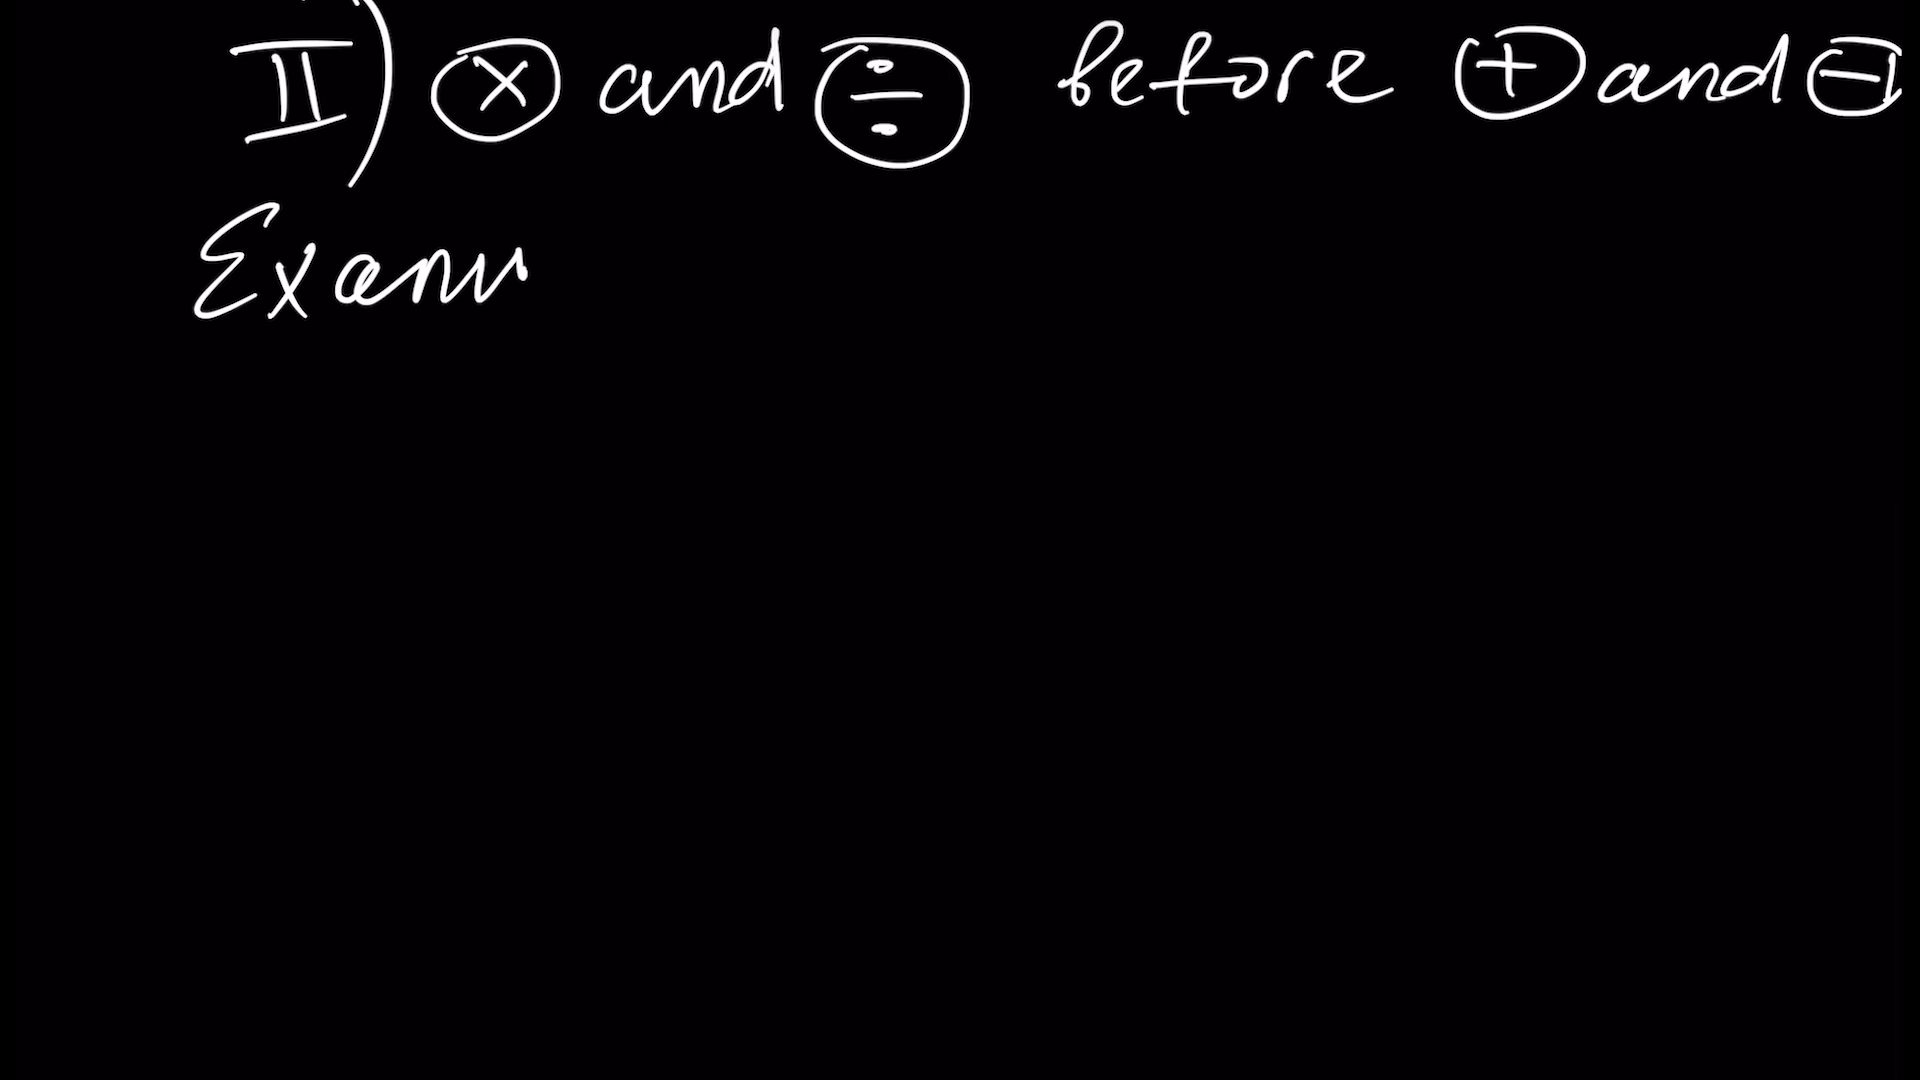 II) ⊗ and ÷ before ⊕ and ⊖
Exam